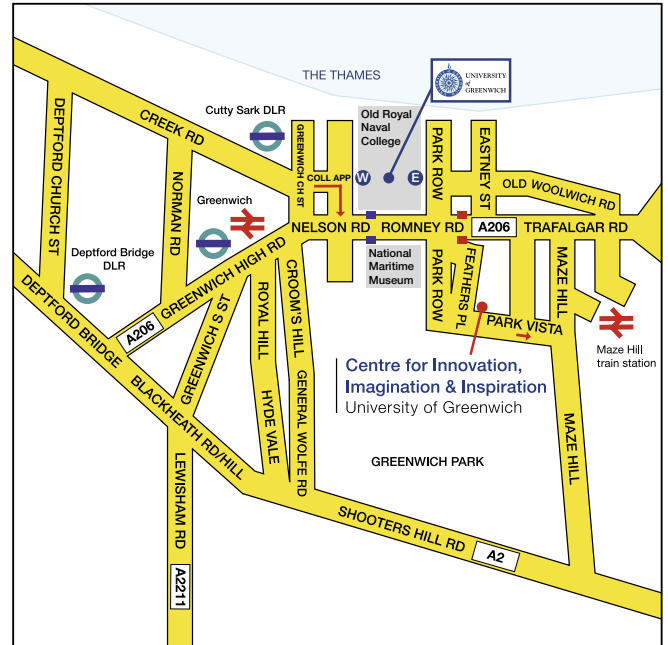 THE THAMES
UNIVERSITY
of
GREENWICH
Cutty Sark DLR
Old Royal
Naval
College
CREEK RD
DEPTFORD CHURCH ST
NORMAN RD
GREENWICH CH ST
COLL APP
W
E
PARK ROW
EASTNEY ST
OLD WOOLWICH RD
Greenwich
NELSON RD
ROMNEY RD
A206
TRAFALGAR RD
Deptford Bridge
DLR
GREENWICH HIGH RD
A206
National
Maritime
Museum
PARK ROW
FEATHERS PL
MAZE HILL
DEPTFORD BRIDGE
GREENWICH S ST
ROYAL HILL
CROOM'S HILL
PARK VISTA
Maze Hill
train station
Centre for Innovation,
Imagination & Inspiration
University of Greenwich
HYDE VALE
GENERAL WOLFE RD
BLACKHEATH RD/HILL
GREENWICH PARK
MAZE HILL
LEWISHAM RD
SHOOTERS HILL RD
A2
A2211